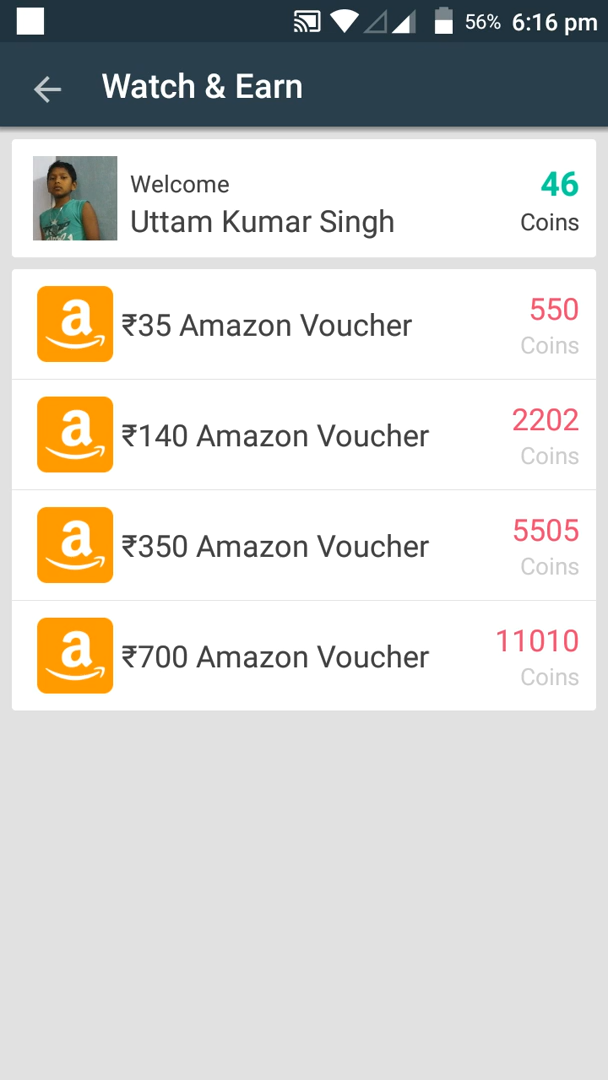 56% 6:16 pm
Watch & Earn
Welcome
Uttam Kumar Singh
46
Coins
a
₹35 Amazon Voucher
550
Coins
a
₹140 Amazon Voucher
2202
Coins
a
₹350 Amazon Voucher
5505
Coins
a
₹700 Amazon Voucher
11010
Coins